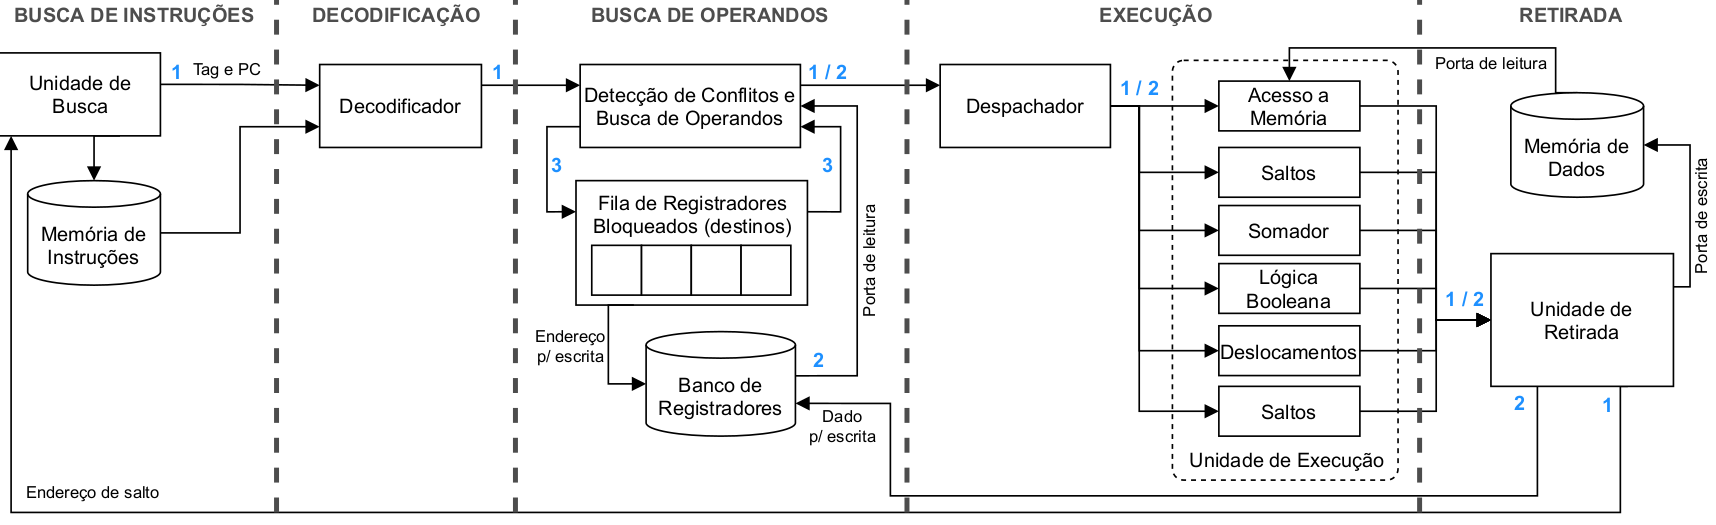 BUSCA DE INSTRUÇÕES
DECODIFICAÇÃO
BUSCA DE OPERANDOS
EXECUÇÃO
RETIRADA
Unidade de
Busca
1
Tag e PC
Memória de
Instruções
Endereço de salto
Decodificador
1
Detecção de Conflitos e
Busca de Operandos
1 / 2
3
3
Fila de Registradores
Bloqueados (destinos)
Porta de leitura
Endereço
p/ escrita
2
Banco de
Registradores
Dado
p/ escrita
Despachador
1 / 2
Acesso a
Memória
Saltos
Somador
Lógica
Booleana
Deslocamentos
Saltos
Unidade de Execução
1 / 2
Porta de leitura
Memória de
Dados
Porta de escrita
Unidade de
Retirada
2
1